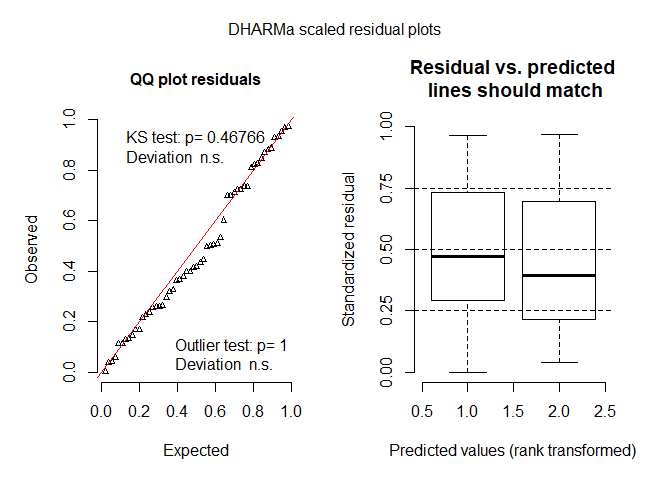 DHARMa scaled residual plots
QQ plot residuals
KS test: p= 0.46766
Deviation n.s.
Outlier test: p= 1
Deviation n.s.
Observed
0.0 0.2 0.4 0.6 0.8 1.0
0.0 0.2 0.4 0.6 0.8 1.0
Expected
Residual vs. predicted
lines should match
Standardized residual
0.00 0.25 0.50 0.75 1.00
0.5 1.0 1.5 2.0 2.5
Predicted values (rank transformed)